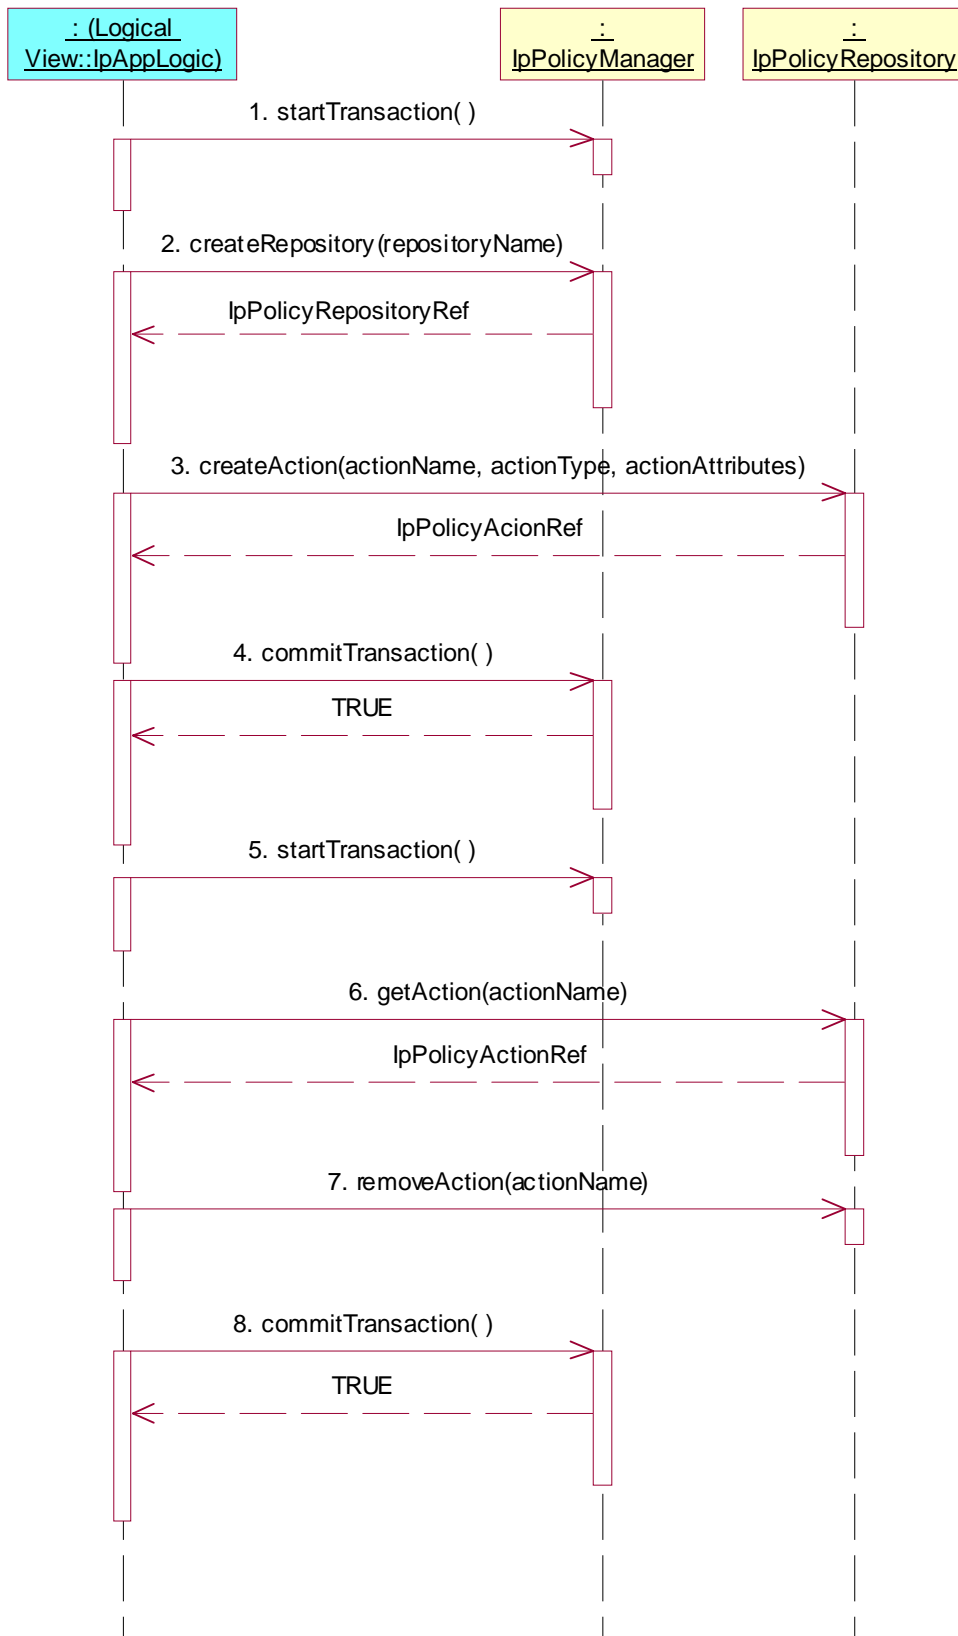 : (Logical
View::IpAppLogic)
:
IpPolicyManager
:
IpPolicyRepository
1. startTransaction( )
2. createRepository(repositoryName)
IpPolicyRepositoryRef
3. createAction(actionName, actionType, actionAttributes)
IpPolicyAcionRef
4. commitTransaction( )
TRUE
5. startTransaction( )
6. getAction(actionName)
IpPolicyActionRef
7. removeAction(actionName)
8. commitTransaction( )
TRUE